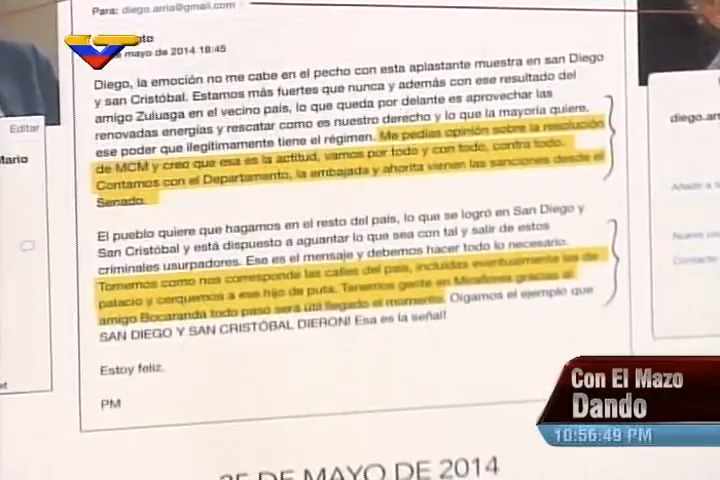 Para: diego.arria@gmail.com
mayo 2014 18:45
Diego, la emoción no me cabe en el pecho con esta aplastante muestra en san Diego
y san Cristóbal. Estamos más fuertes que nunca y además con ese resultado del
amigo Zuluaga en el vecino país, lo que queda por delante es aprovechar las
renovadas energías y rescatar como es nuestro derecho y lo que la mayoría quiere,
ese poder que ilegítimamente tiene el régimen. Me pedías opinión sobre la resolución
de MCM y creo que esa es la actitud, vamos por todo y con todo, contra todo.
Contamos con el Departamento, la embajada y ahorita vienen las sanciones desde el
Senado.
El pueblo quiere que hagamos en el resto del país, lo que se logró en San Diego y
San Cristóbal y está dispuesto a aguantar lo que sea con tal y salir de estos
criminales usurpadores. Ese es el mensaje y debemos hacer todo lo necesario.
Tomemos como nos corresponde las calles del país, incluidas eventualmente las de
palacio y cerquemos a ese hijo de puta. Tenemos gente en Miraflores gracias al
amigo Bocaranda todo paso será útil llegado el momento. Oigamos el ejemplo que
SAN DIEGO Y SAN CRISTÓBAL DIERON! Esa es la señal!
Estoy feliz.
PM
25 DE MAYO DE 2014
Editar
Mario
diego.ar
Añadir a
Contacto
Con El Mazo
Dando
10:56:49 PM